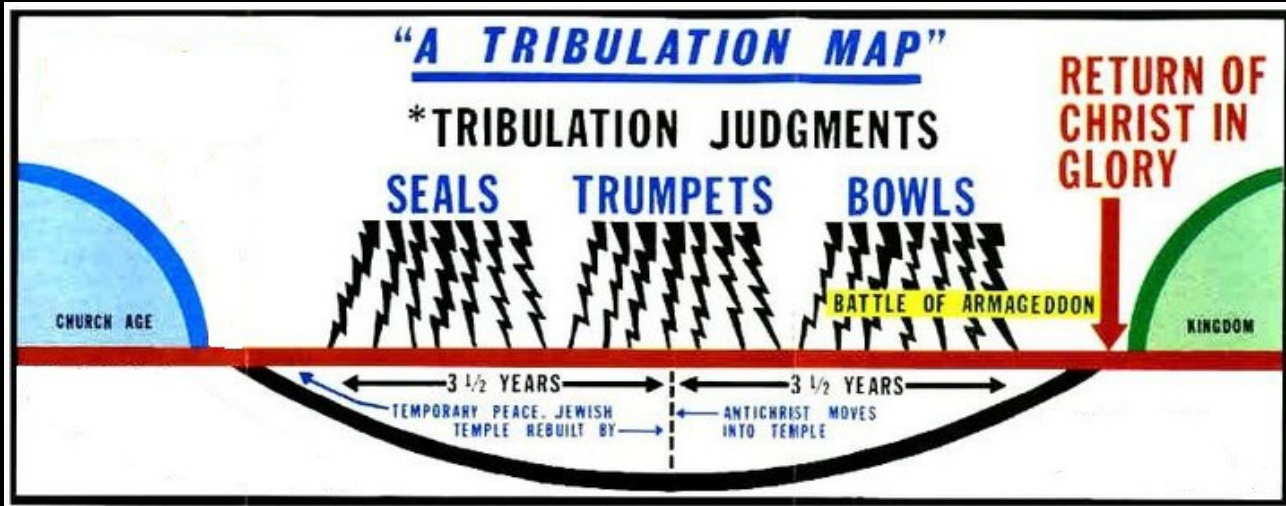 “A TRIBULATION MAP”
*TRIBULATION JUDGMENTS
SEALS TRUMPETS BOWLS
RETURN OF
CHRIST IN
GLORY
BATTLE OF ARMAGEDDON
CHURCH AGE
KINGDOM
3 1/2 YEARS
3 1/2 YEARS
TEMPORARY PEACE. JEWISH
TEMPLE REBUILT BY
ANTICHRIST MOVES
INTO TEMPLE